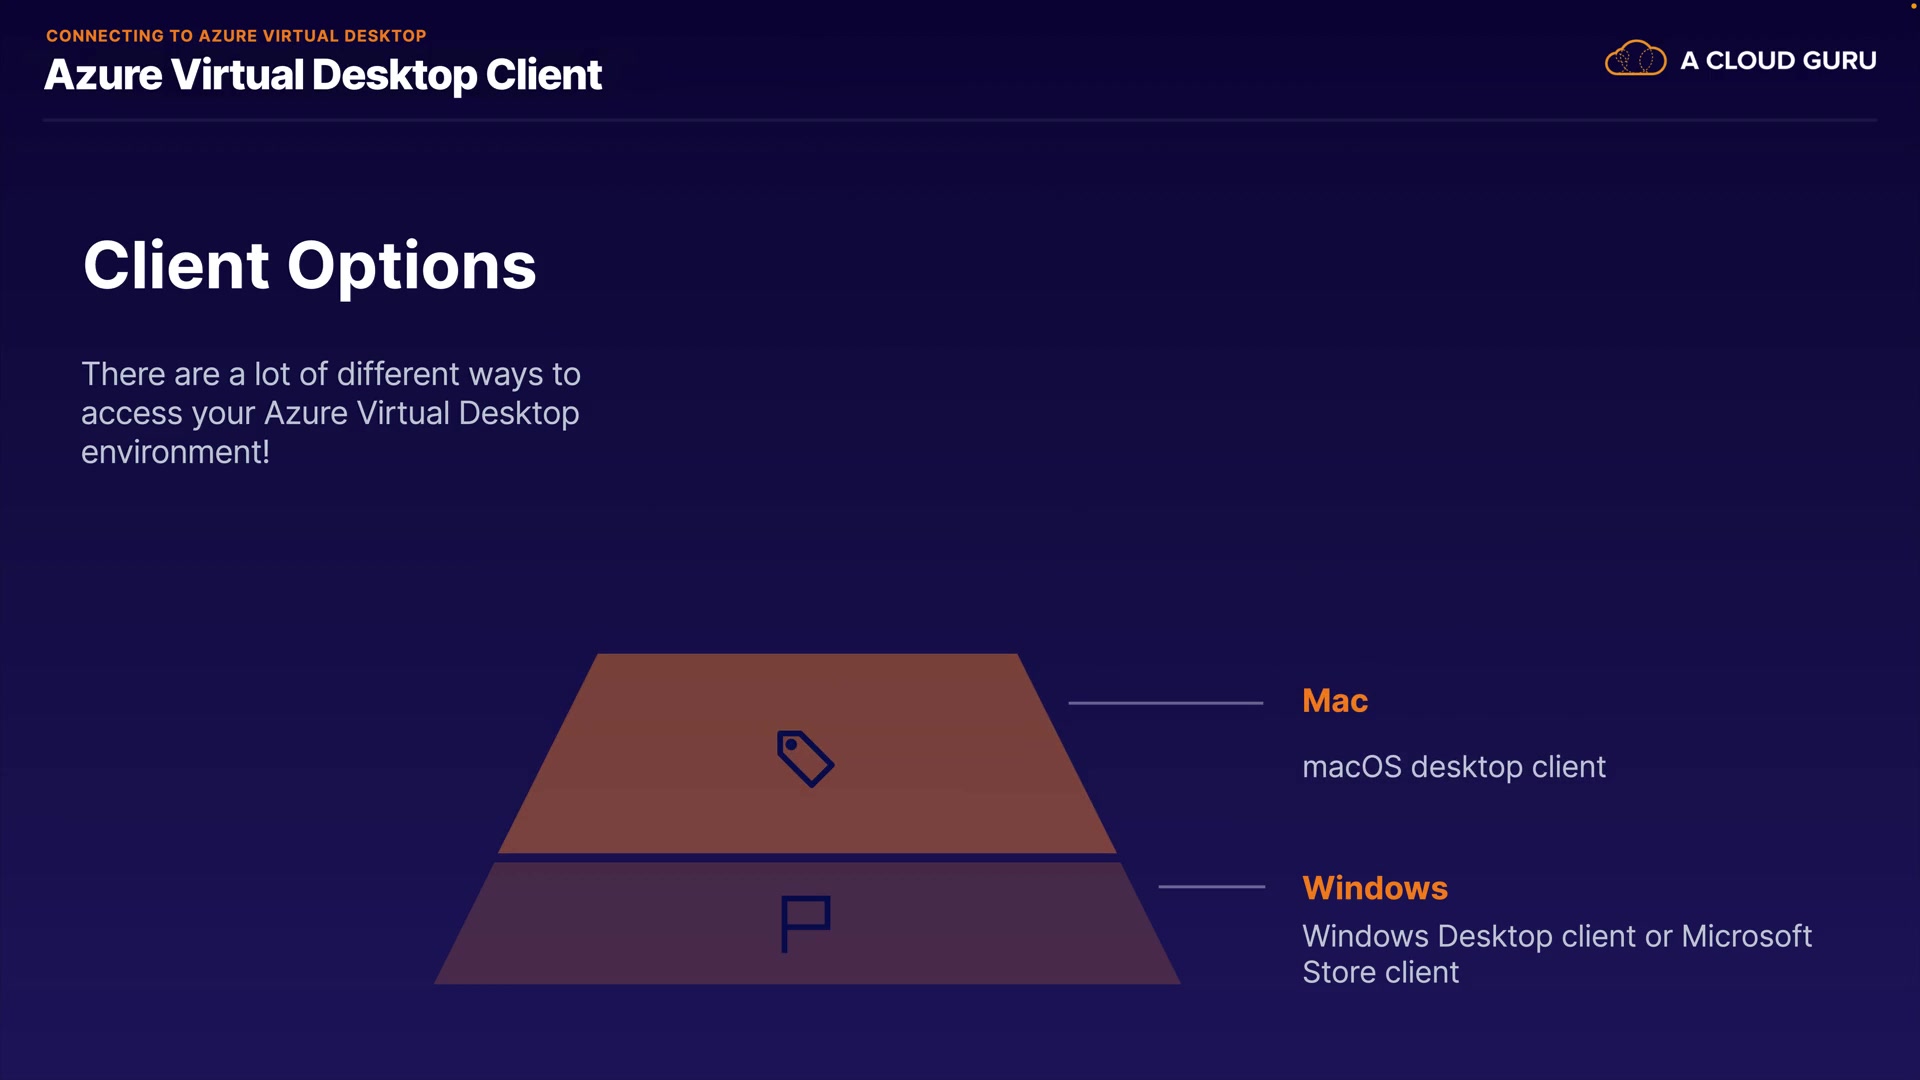 CONNECTING TO AZURE VIRTUAL DESKTOP
Azure Virtual Desktop Client
A CLOUD GURU
Client Options
There are a lot of different ways to
access your Azure Virtual Desktop
environment!
Mac
macOS desktop client
Windows
Windows Desktop client or Microsoft
Store client